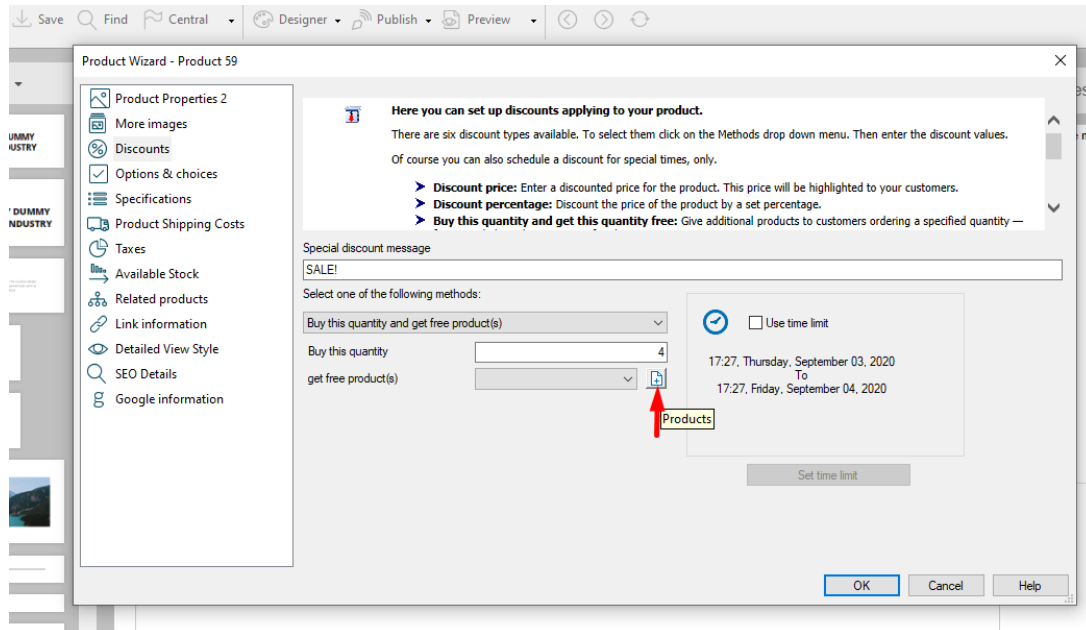 Save Find Central Designer Publish Preview
Product Wizard - Product 59
UMMY
USTRY
DUMMY
NDUSTRY
Product Properties 2
More images
Discounts
Options & choices
Specifications
Product Shipping Costs
Taxes
Available Stock
Related products
Link information
Detailed View Style
SEO Details
Google information
Here you can set up discounts applying to your product.
There are six discount types available. To select them click on the Methods drop down menu. Then enter the discount values.
Of course you can also schedule a discount for special times, only.
Discount price: Enter a discounted price for the product. This price will be highlighted to your customers.
Discount percentage: Discount the price of the product by a set percentage.
Buy this quantity and get this quantity free: Give additional products to customers ordering a specified quantity —
Special discount message
SALE!
Select one of the following methods:
Buy this quantity and get free product(s)
Buy this quantity 4
get free product(s)
Products
Use time limit
17:27, Thursday, September 03, 2020
To
17:27, Friday, September 04, 2020
Set time limit
OK Cancel Help